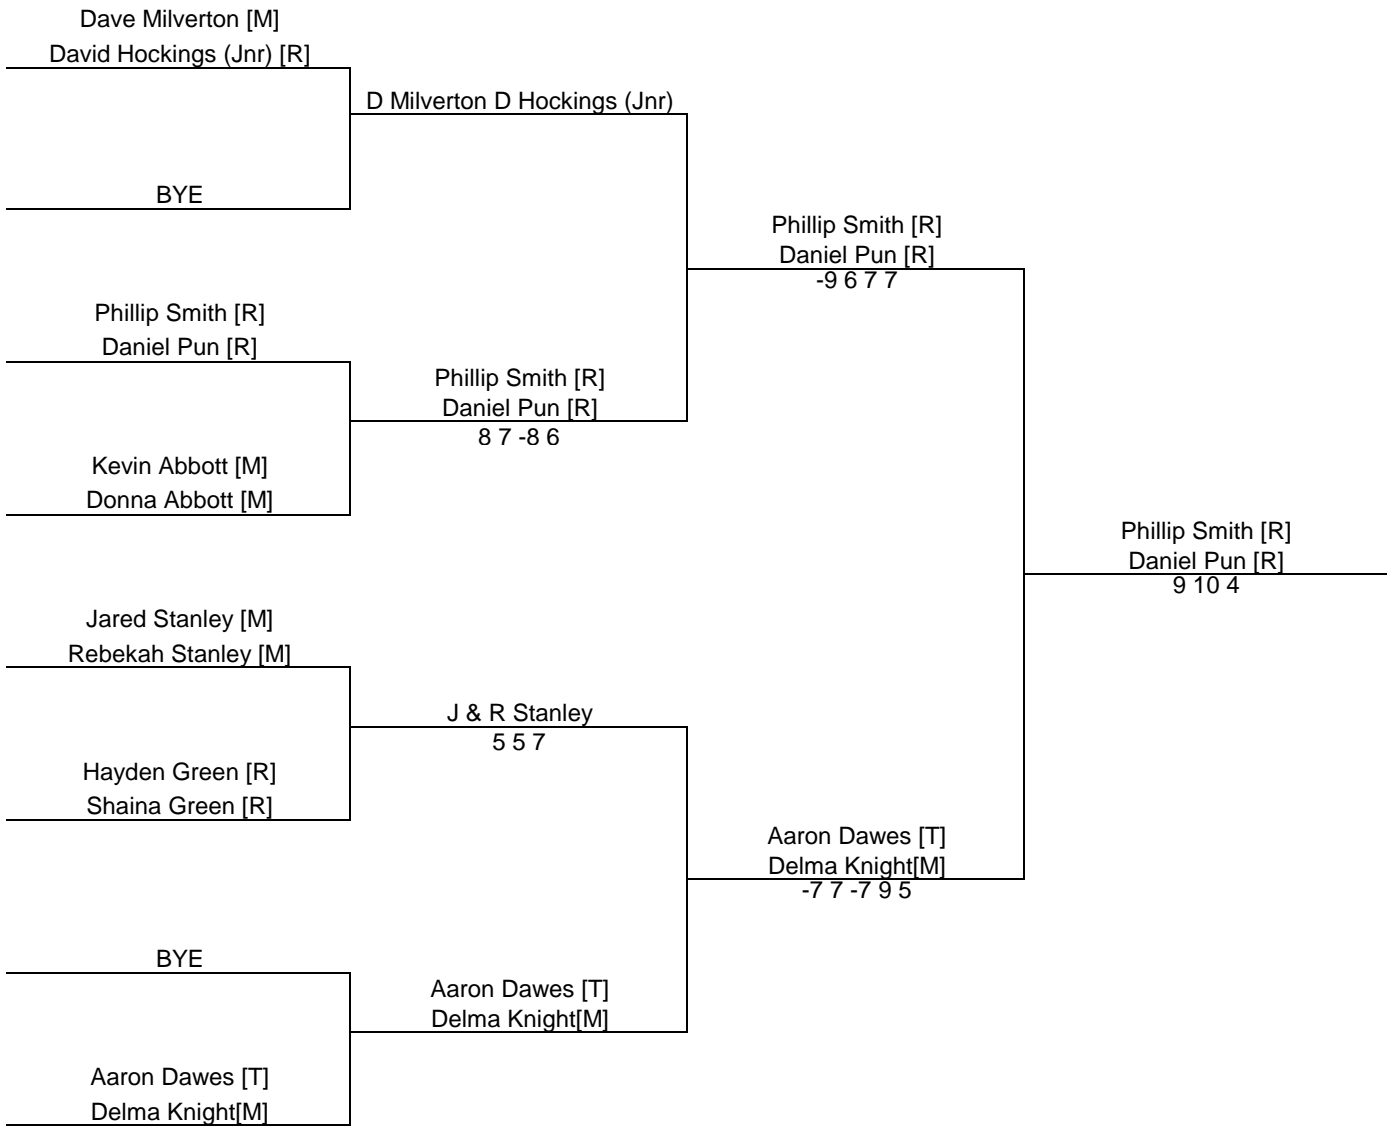 Dave Milverton [M]
David Hockings (Jnr) [R]
D Milverton D Hockings (Jnr)
BYE
Phillip Smith [R]
Daniel Pun [R]
-9 6 7 7
Phillip Smith [R]
Daniel Pun [R]
Phillip Smith [R]
Daniel Pun [R]
8 7 -8 6
Kevin Abbott [M]
Donna Abbott [M]
Phillip Smith [R]
Daniel Pun [R]
9 10 4
Jared Stanley [M]
Rebekah Stanley [M]
J & R Stanley
5 5 7
Hayden Green [R]
Shaina Green [R]
Aaron Dawes [T]
Delma Knight[M]
-7 7 -7 9 5
BYE
Aaron Dawes [T]
Delma Knight[M]
Aaron Dawes [T]
Delma Knight[M]